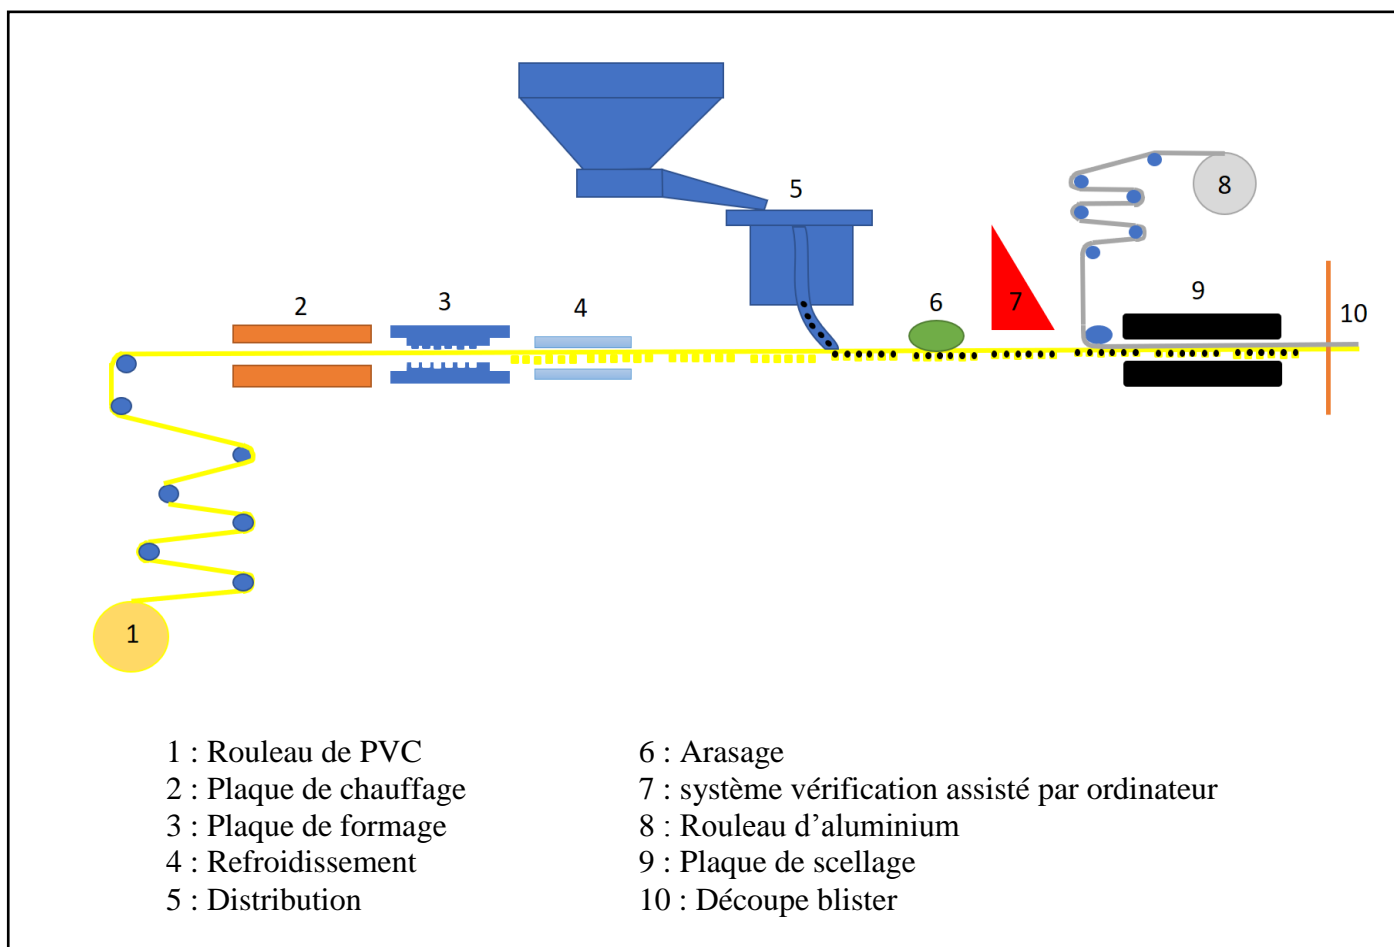 5
8
2
3
4
6
7
9
10
1
1 : Rouleau de PVC
2 : Plaque de chauffage
3 : Plaque de formage
4 : Refroidissement
5 : Distribution
6 : Arasage
7 : système vérification assisté par ordinateur
8 : Rouleau d’aluminium
9 : Plaque de scellage
10 : Découpe blister